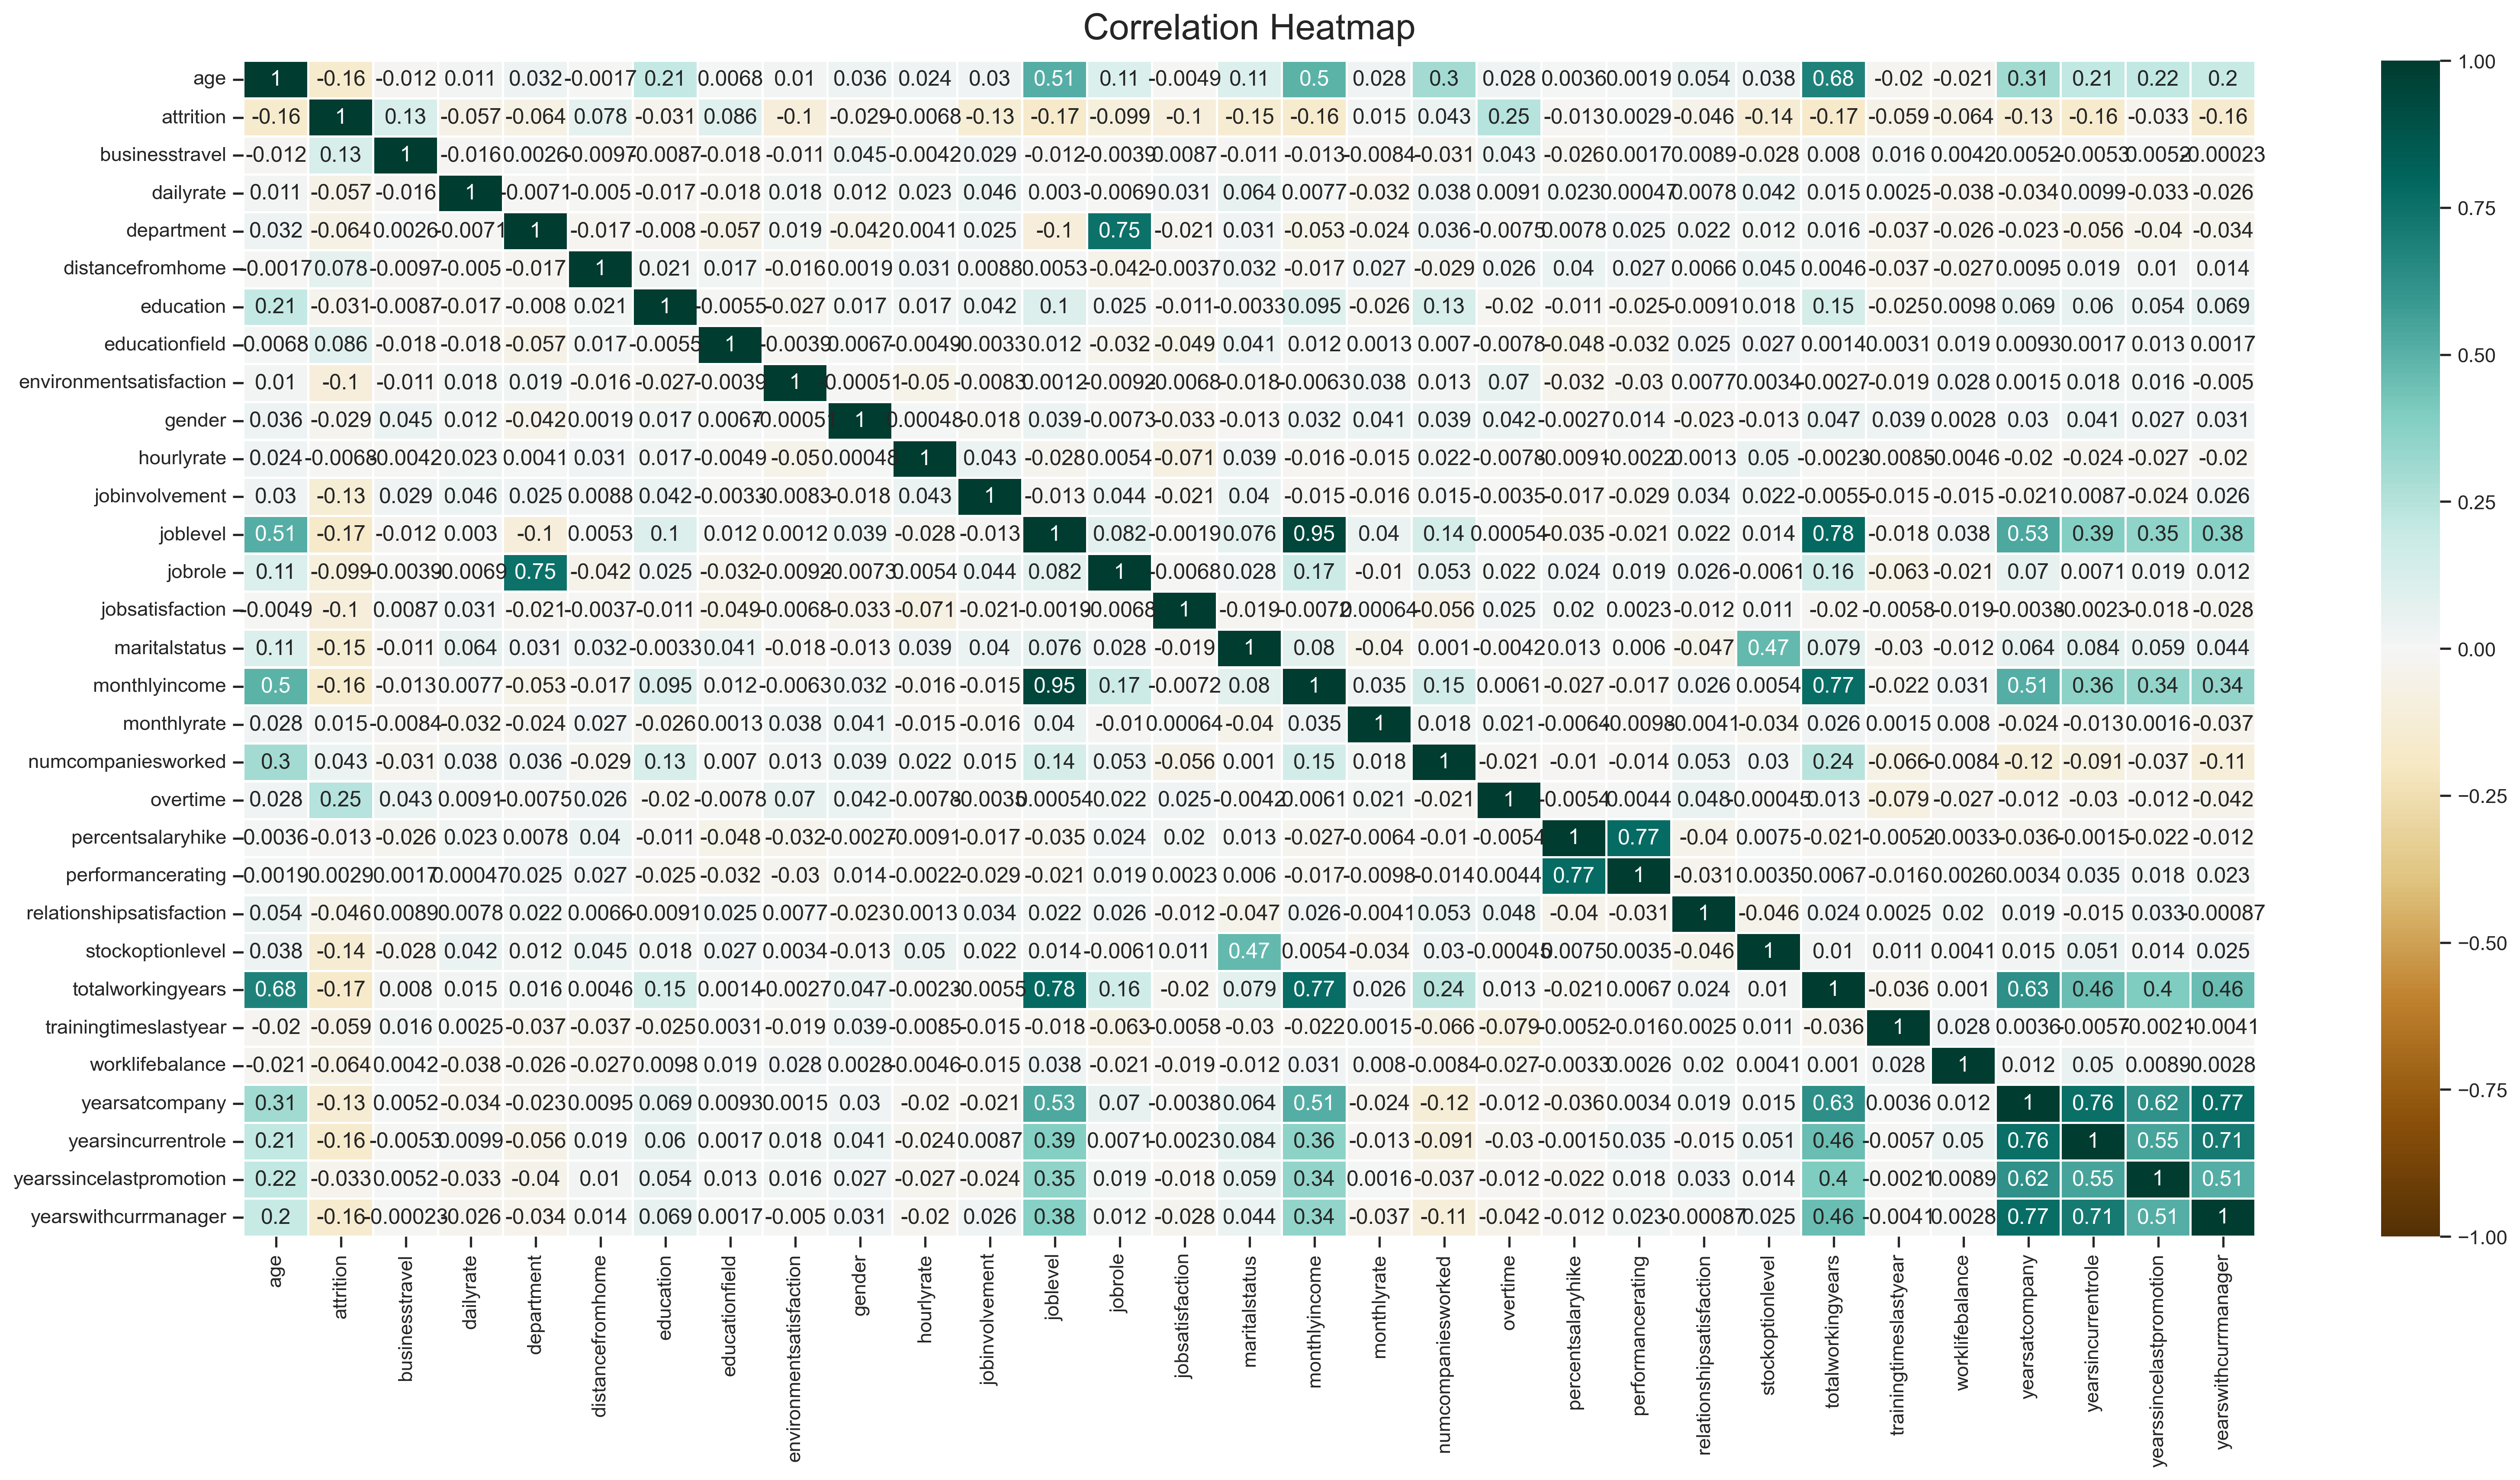 Correlation Heatmap
age 1 -0.16 -0.012 0.011 0.032 -0.0017 0.21 0.0068 0.01 0.036 0.024 0.03 0.51 0.11 -0.0049 0.11 0.5 0.028 0.3 0.028 0.0036 0.0019 0.054 0.038 0.68 -0.02 -0.021 0.31 0.21 0.22 0.2 1.00
attrition -0.16 1 0.13 -0.057 -0.064 0.078 -0.031 0.086 -0.1 -0.029 -0.0068 -0.13 -0.17 -0.099 -0.1 -0.15 -0.16 0.015 0.043 0.25 -0.013 0.0029 -0.046 -0.14 -0.17 -0.059 -0.064 -0.13 -0.16 -0.033 -0.16
businesstravel -0.012 0.13 1 -0.016 0.0026 -0.0097 -0.0087 -0.018 -0.011 0.045 -0.0042 0.029 -0.012 -0.0039 0.0087 -0.011 -0.013 -0.0084 -0.031 0.043 -0.026 0.0017 0.0089 -0.028 0.008 0.016 0.0042 0.0052 -0.0053 0.0052 -0.00023
dailyrate 0.011 -0.057 -0.016 1 -0.0071 -0.005 -0.017 -0.018 0.018 0.012 0.023 0.046 0.003 -0.0069 0.031 0.064 0.0077 -0.032 0.038 0.0091 0.023 0.00047 0.0078 0.042 0.015 0.0025 -0.038 -0.034 0.0099 -0.033 -0.026 0.75
department 0.032 -0.064 0.0026 -0.0071 1 -0.017 -0.008 -0.057 0.019 -0.042 0.0041 0.025 -0.1 0.75 -0.021 0.031 -0.053 -0.024 0.036 -0.0075 0.0078 0.025 0.022 0.012 0.016 -0.037 -0.026 -0.023 -0.056 -0.04 -0.034
distancefromhome -0.0017 0.078 -0.0097 -0.005 -0.017 1 0.021 0.017 -0.016 0.0019 0.031 0.0088 0.0053 -0.042 -0.0037 0.032 -0.017 0.027 -0.029 0.026 0.04 0.027 0.0066 0.045 0.0046 -0.037 -0.027 0.0095 0.019 0.01 0.014
education 0.21 -0.031 -0.0087 -0.017 -0.008 0.021 1 -0.0055 -0.027 0.017 0.017 0.042 0.1 0.025 -0.011 -0.0033 0.095 -0.026 0.13 -0.02 -0.011 -0.025 -0.0091 0.018 0.15 -0.025 0.0098 0.069 0.06 0.054 0.069
educationfield 0.0068 0.086 -0.018 -0.018 -0.057 0.017 -0.0055 1 -0.0039 0.0067 -0.0049 -0.0033 0.012 -0.032 -0.049 0.041 0.012 0.0013 0.007 -0.0078 -0.048 -0.032 0.025 0.027 0.0014 0.0031 0.019 0.0093 0.0017 0.013 0.0017 0.50
environmentsatisfaction 0.01 -0.1 -0.011 0.018 0.019 -0.016 -0.027 -0.0039 1 0.00051 -0.05 -0.0083 0.0012 -0.0092 -0.0068 -0.018 -0.0063 0.038 0.013 0.07 -0.032 -0.03 0.0077 0.0034 -0.0027 -0.019 0.028 0.0015 0.018 0.016 -0.005
gender 0.036 -0.029 0.045 0.012 -0.042 0.0019 0.017 0.0067 0.00051 1 0.00048 -0.018 0.039 -0.0073 -0.033 -0.013 0.032 0.041 0.039 0.042 -0.0027 0.014 -0.023 -0.013 0.047 0.039 0.0028 0.03 0.041 0.027 0.031
hourlyrate 0.024 -0.0068 -0.0042 0.023 0.0041 0.031 0.017 -0.0049 -0.05 0.00048 1 0.043 -0.028 0.0054 -0.071 0.039 -0.016 -0.015 0.022 -0.0078 -0.0091 -0.0022 0.0013 0.05 -0.0023 -0.0085 -0.0046 -0.02 -0.024 -0.027 -0.02
jobinvolvement 0.03 -0.13 0.029 0.046 0.025 0.0088 0.042 -0.0033 -0.0083 -0.018 0.043 1 -0.013 0.044 -0.021 0.04 -0.015 -0.016 0.015 -0.0035 -0.017 -0.029 0.034 0.022 -0.0055 -0.015 -0.015 -0.021 0.0087 -0.024 0.026 0.25
joblevel 0.51 -0.17 -0.012 0.003 -0.1 0.0053 0.1 0.012 0.0012 0.039 -0.028 -0.013 1 0.082 -0.0019 0.076 0.95 0.04 0.14 0.00054 -0.035 -0.021 0.022 0.014 0.78 -0.018 0.038 0.53 0.39 0.35 0.38
jobrole 0.11 -0.099 -0.0039 -0.0069 0.75 -0.042 0.025 -0.032 -0.0092 -0.0073 0.0054 0.044 0.082 1 -0.0068 0.028 0.17 -0.01 0.053 0.022 0.024 0.019 0.026 -0.0061 0.16 -0.063 -0.021 0.07 0.0071 0.019 0.012
jobsatisfaction -0.0049 -0.1 0.0087 0.031 -0.021 -0.0037 -0.011 -0.049 -0.0068 -0.033 -0.071 -0.021 -0.0019 -0.0068 1 -0.019 -0.0072 0.00064 -0.056 0.025 0.02 0.0023 -0.012 0.011 -0.02 -0.0058 -0.019 -0.0038 -0.0023 -0.018 -0.028
maritalstatus 0.11 -0.15 -0.011 0.064 0.031 0.032 -0.0033 0.041 -0.018 -0.013 0.039 0.04 0.076 0.028 -0.019 1 0.08 -0.04 0.001 -0.0042 0.013 0.006 -0.047 0.47 0.079 -0.03 -0.012 0.064 0.084 0.059 0.044 0.00
monthlyincome 0.5 -0.16 -0.013 0.0077 -0.053 -0.017 0.095 0.012 -0.0063 0.032 -0.016 -0.015 0.95 0.17 -0.0072 0.08 1 0.035 0.15 0.0061 -0.027 -0.017 0.026 0.0054 0.77 -0.022 0.031 0.51 0.36 0.34 0.34
monthlyrate 0.028 0.015 -0.0084 -0.032 -0.024 0.027 -0.026 0.0013 0.038 0.041 -0.015 -0.016 0.04 -0.01 0.00064 -0.04 0.035 1 0.018 0.021 -0.0064 -0.0098 -0.0041 -0.034 0.026 0.0015 0.008 -0.024 -0.013 0.0016 -0.037
numcompaniesworked 0.3 0.043 -0.031 0.038 0.036 -0.029 0.13 0.007 0.013 0.039 0.022 0.015 0.14 0.053 -0.056 0.001 0.15 0.018 1 -0.021 -0.01 -0.014 0.053 0.03 0.24 -0.066 -0.0084 -0.12 -0.091 -0.037 -0.11
overtime 0.028 0.25 0.043 0.0091 -0.0075 0.026 -0.02 -0.0078 0.07 0.042 -0.0078 -0.0035 0.00054 0.022 0.025 -0.0042 0.0061 0.021 -0.021 1 -0.0054 0.0044 0.048 -0.00045 0.013 -0.079 -0.027 -0.012 -0.03 -0.012 -0.042 −0.25
percentsalaryhike 0.0036 -0.013 -0.026 0.023 0.0078 0.04 -0.011 -0.048 -0.032 -0.0027 -0.0091 -0.017 -0.035 0.024 0.02 0.013 -0.027 -0.0064 -0.01 -0.0054 1 0.77 -0.04 0.0075 -0.021 -0.0052 -0.0033 -0.036 -0.0015 -0.022 -0.012
performancerating 0.0019 0.0029 0.0017 0.00047 0.025 0.027 -0.025 -0.032 -0.03 0.014 -0.0022 -0.029 -0.021 0.019 0.0023 0.006 -0.017 -0.0098 -0.014 0.0044 0.77 1 -0.031 0.0035 0.0067 -0.016 0.0026 0.0034 0.035 0.018 0.023
relationshipsatisfaction 0.054 -0.046 0.0089 0.0078 0.022 0.0066 -0.0091 0.025 0.0077 -0.023 0.0013 0.034 0.022 0.026 -0.012 -0.047 0.026 -0.0041 0.053 0.048 -0.04 -0.031 1 -0.046 0.024 0.0025 0.02 0.019 -0.015 0.033 -0.00087
stockoptionlevel 0.038 -0.14 -0.028 0.042 0.012 0.045 0.018 0.027 0.0034 -0.013 0.05 0.022 0.014 -0.0061 0.011 0.47 0.0054 -0.034 0.03 -0.00045 0.0075 0.0035 -0.046 1 0.01 0.011 0.0041 0.015 0.051 0.014 0.025 −0.50
totalworkingyears 0.68 -0.17 0.008 0.015 0.016 0.0046 0.15 0.0014 -0.0027 0.047 -0.0023 -0.0055 0.78 0.16 -0.02 0.079 0.77 0.026 0.24 0.013 -0.021 0.0067 0.024 0.01 1 -0.036 0.001 0.63 0.46 0.4 0.46
trainingtimeslastyear -0.02 -0.059 0.016 0.0025 -0.037 -0.037 -0.025 0.0031 -0.019 0.039 -0.0085 -0.015 -0.018 -0.063 -0.0058 -0.03 -0.022 0.0015 -0.066 -0.079 -0.0052 -0.016 0.0025 0.011 -0.036 1 0.028 0.0036 -0.0057 -0.0021 -0.0041
worklifebalance -0.021 -0.064 0.0042 -0.038 -0.026 -0.027 0.0098 0.019 0.028 0.0028 -0.0046 -0.015 0.038 -0.021 -0.019 -0.012 0.031 0.008 -0.0084 -0.027 -0.0033 0.0026 0.02 0.0041 0.001 0.028 1 0.012 0.05 0.0089 0.0028
yearsatcompany 0.31 -0.13 0.0052 -0.034 -0.023 0.0095 0.069 0.0093 0.0015 0.03 -0.02 -0.021 0.53 0.07 -0.0038 0.064 0.51 -0.024 -0.12 -0.012 -0.036 0.0034 0.019 0.015 0.63 0.0036 0.012 1 0.76 0.62 0.77 −0.75
yearsincurrentrole 0.21 -0.16 -0.0053 0.0099 -0.056 0.019 0.06 0.0017 0.018 0.041 -0.024 0.0087 0.39 0.0071 -0.0023 0.084 0.36 -0.013 -0.091 -0.03 -0.0015 0.035 -0.015 0.051 0.46 -0.0057 0.05 0.76 1 0.55 0.71
yearssincelastpromotion 0.22 -0.033 0.0052 -0.033 -0.04 0.01 0.054 0.013 0.016 0.027 -0.027 -0.024 0.35 0.019 -0.018 0.059 0.34 0.0016 -0.037 -0.012 -0.022 0.018 0.033 0.014 0.4 -0.0021 0.0089 0.62 0.55 1 0.51
yearswithcurrmanager 0.2 -0.16 -0.00023 -0.026 -0.034 0.014 0.069 0.0017 -0.005 0.031 -0.02 0.026 0.38 0.012 -0.028 0.044 0.34 -0.037 -0.11 -0.042 -0.012 0.023 -0.00087 0.025 0.46 -0.0041 0.0028 0.77 0.71 0.51 1 −1.00
age
attrition
businesstravel
dailyrate
department
distancefromhome
education
educationfield
environmentsatisfaction
gender
hourlyrate
jobinvolvement
joblevel
jobrole
jobsatisfaction
maritalstatus
monthlyincome
monthlyrate
numcompaniesworked
overtime
percentsalaryhike
performancerating
relationshipsatisfaction
stockoptionlevel
totalworkingyears
trainingtimeslastyear
worklifebalance
yearsatcompany
yearsincurrentrole
yearssincelastpromotion
yearswithcurrmanager